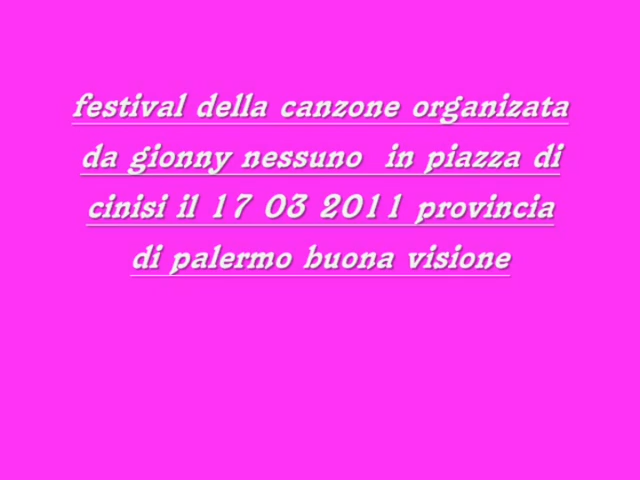 festival della canzone organizata
da gionny nessuno in piazza di
cinisi il 17 03 2011 provincia
di palermo buona visione